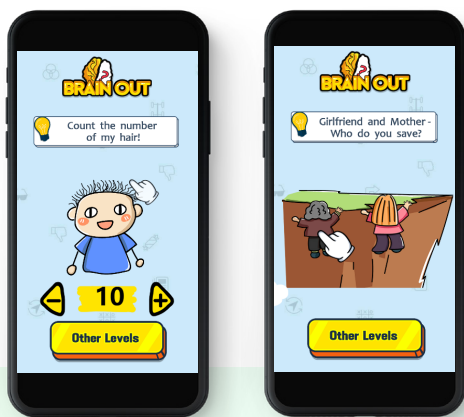 BRAIN OUT
Count the number
of my hair!
10
Other Levels
BRAIN OUT
Girlfriend and Mother -
Who do you save?
Other Levels